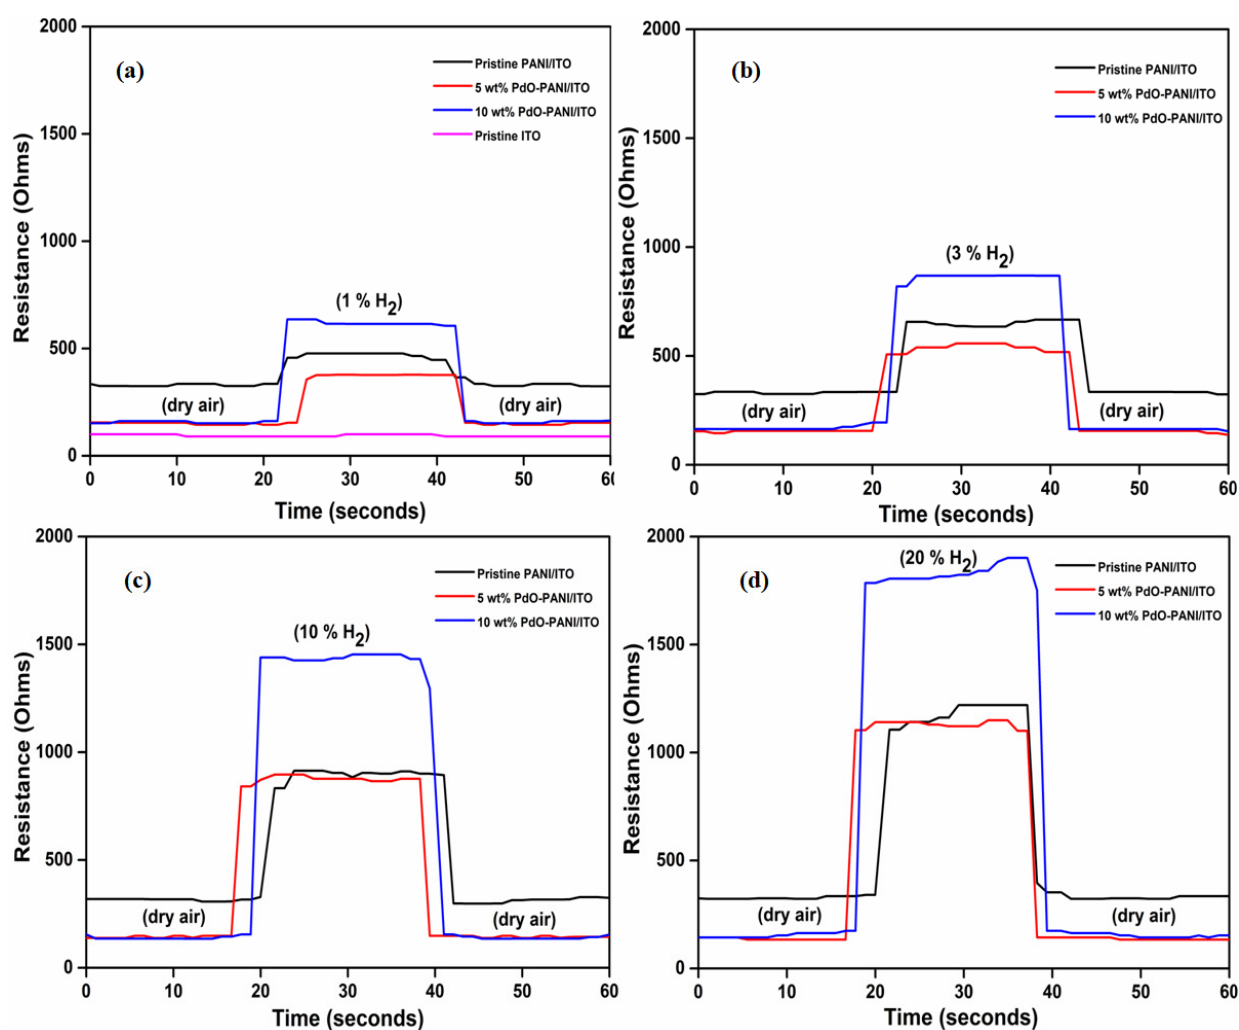 2000
(a)
Pristine PANI/ITO
5 wt% PdO-PANI/ITO
10 wt% PdO-PANI/ITO
Pristine ITO
1500
1000
500
0
Resistance (Ohms)
(1 % H2)
(dry air)
(dry air)
0 10 20 30 40 50 60
Time (seconds)
2000
(b)
Pristine PANI/ITO
5 wt% PdO-PANI/ITO
10 wt% PdO-PANI/ITO
1500
1000
500
0
Resistance (Ohms)
(3 % H2)
(dry air)
(dry air)
0 10 20 30 40 50 60
Time (seconds)
2000
(c)
Pristine PANI/ITO
5 wt% PdO-PANI/ITO
10 wt% PdO-PANI/ITO
1500
1000
500
0
Resistance (Ohms)
(10 % H2)
(dry air)
(dry air)
0 10 20 30 40 50 60
Time (seconds)
2000
(d)
(20 % H2)
Pristine PANI/ITO
5 wt% PdO-PANI/ITO
10 wt% PdO-PANI/ITO
1500
1000
500
0
Resistance (Ohms)
(dry air)
(dry air)
0 10 20 30 40 50 60
Time (seconds)